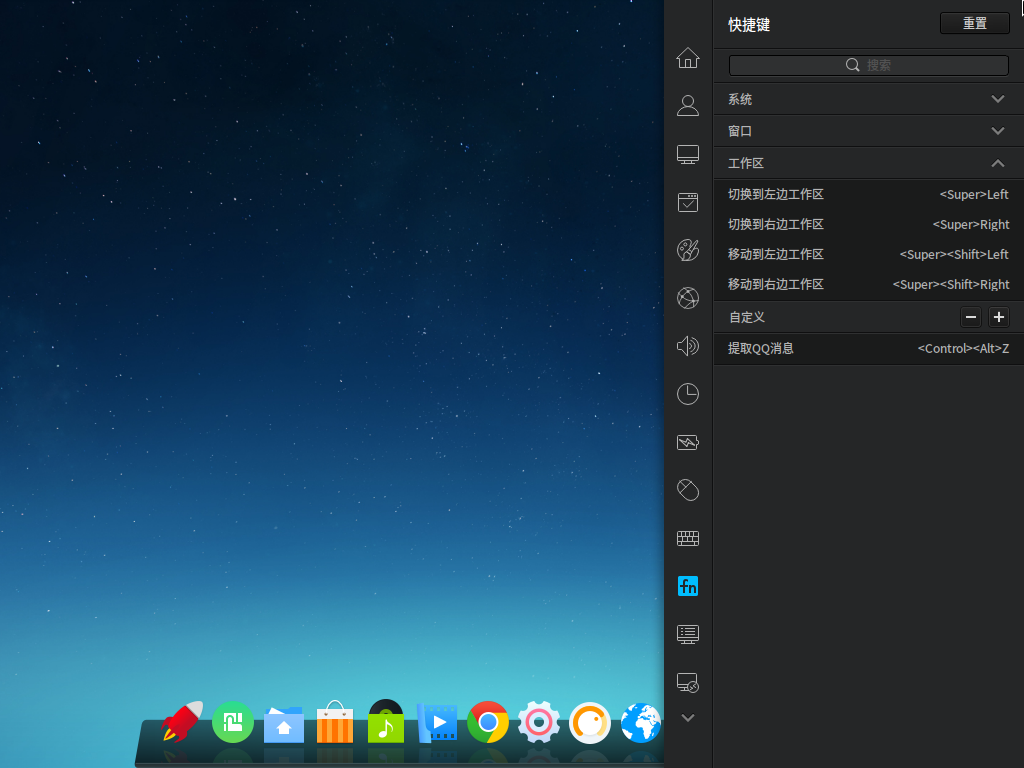 快捷键
重置
搜索
系统
窗口
工作区
切换到左边工作区 <Super>Left
切换到右边工作区 <Super>Right
移动到左边工作区 <Super><Shift>Left
移动到右边工作区 <Super><Shift>Right
自定义
提取QQ消息 <Control><Alt>Z
fn